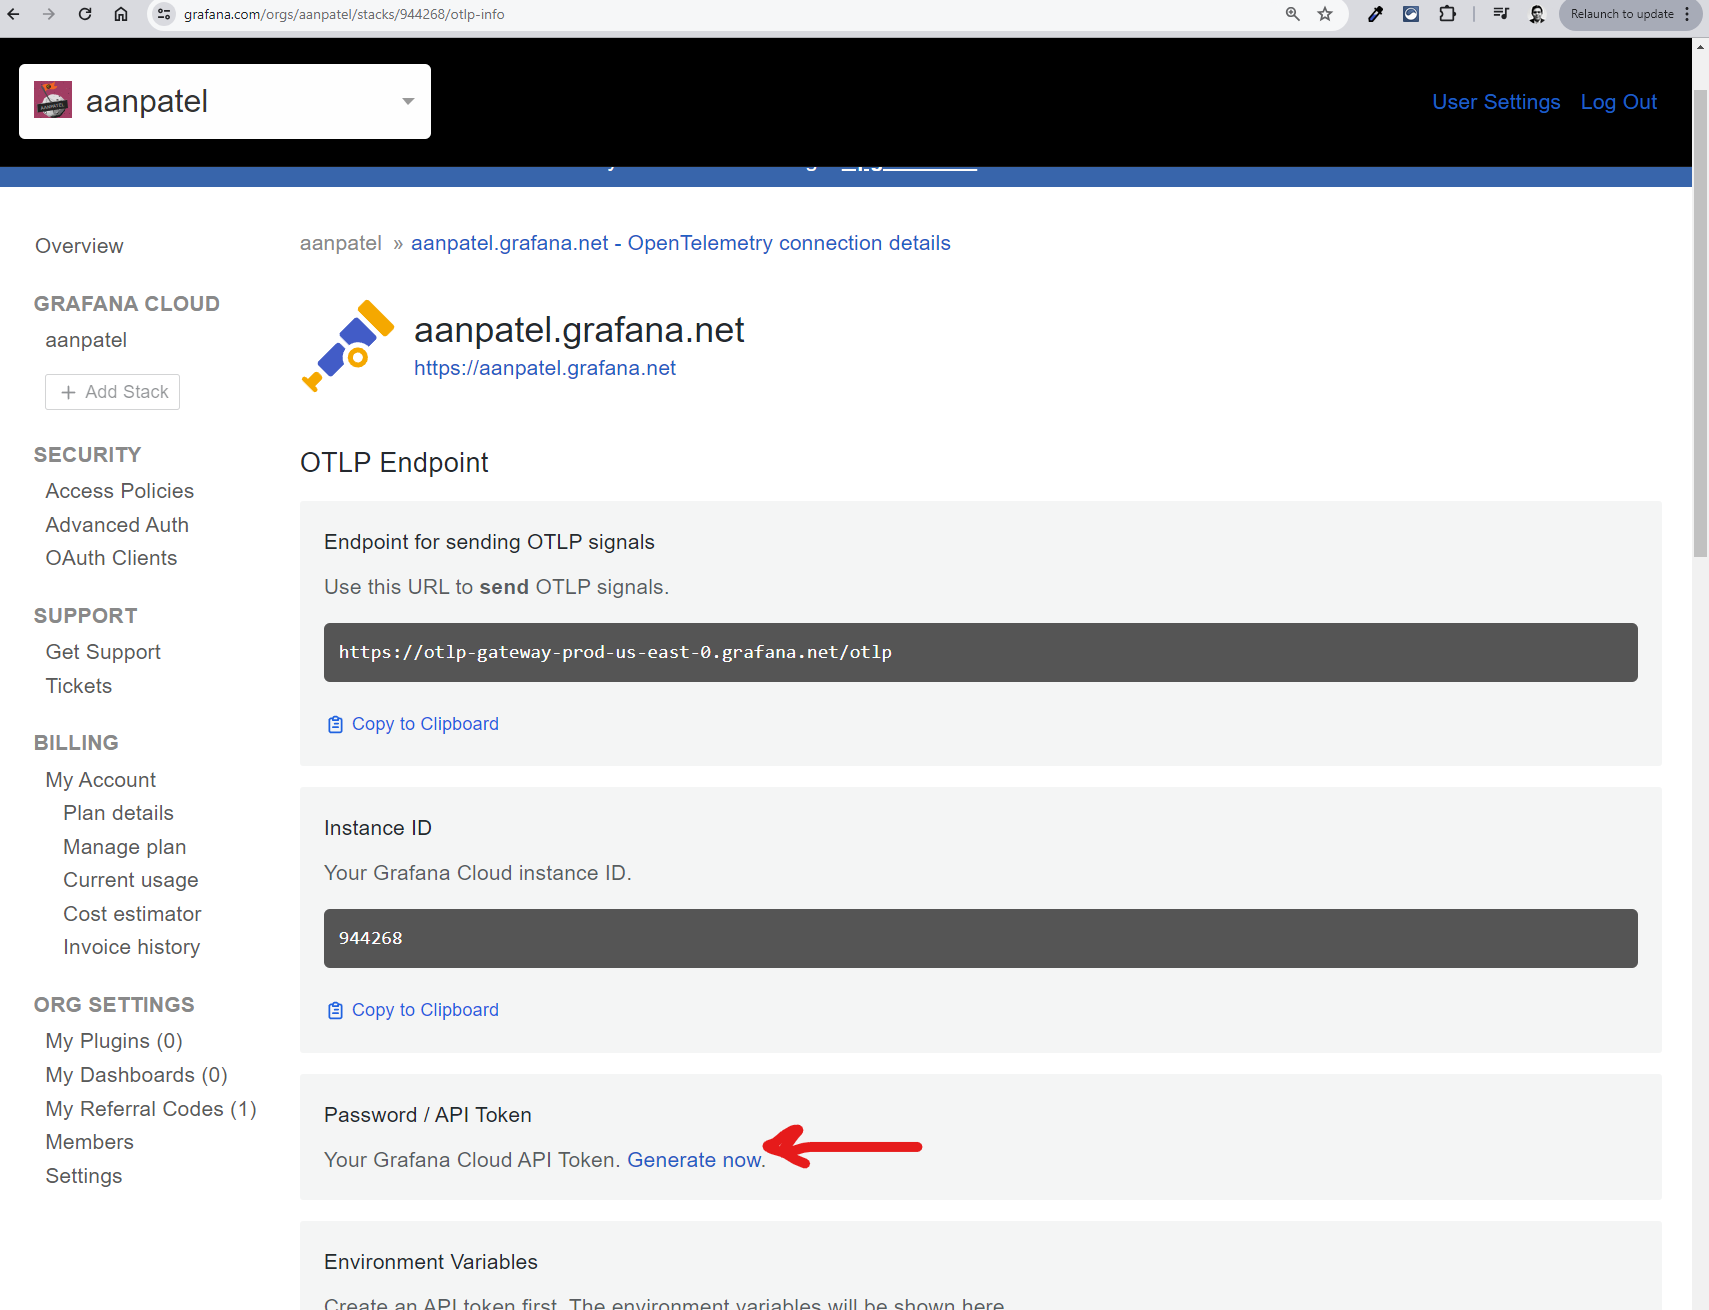 grafana.com/orgs/aanpatel/stacks/944268/otlp-info
Relaunch to update
aanpatel
User Settings
Log Out
Overview
GRAFANA CLOUD
aanpatel
+ Add Stack
SECURITY
Access Policies
Advanced Auth
OAuth Clients
SUPPORT
Get Support
Tickets
BILLING
My Account
Plan details
Manage plan
Current usage
Cost estimator
Invoice history
ORG SETTINGS
My Plugins (0)
My Dashboards (0)
My Referral Codes (1)
Members
Settings
aanpatel » aanpatel.grafana.net - OpenTelemetry connection details
aanpatel.grafana.net
https://aanpatel.grafana.net
OTLP Endpoint
Endpoint for sending OTLP signals
Use this URL to send OTLP signals.
https://otlp-gateway-prod-us-east-0.grafana.net/otlp
Copy to Clipboard
Instance ID
Your Grafana Cloud instance ID.
944268
Copy to Clipboard
Password / API Token
Your Grafana Cloud API Token. Generate now.
Environment Variables
Create an API token first. The environment variables will be shown here